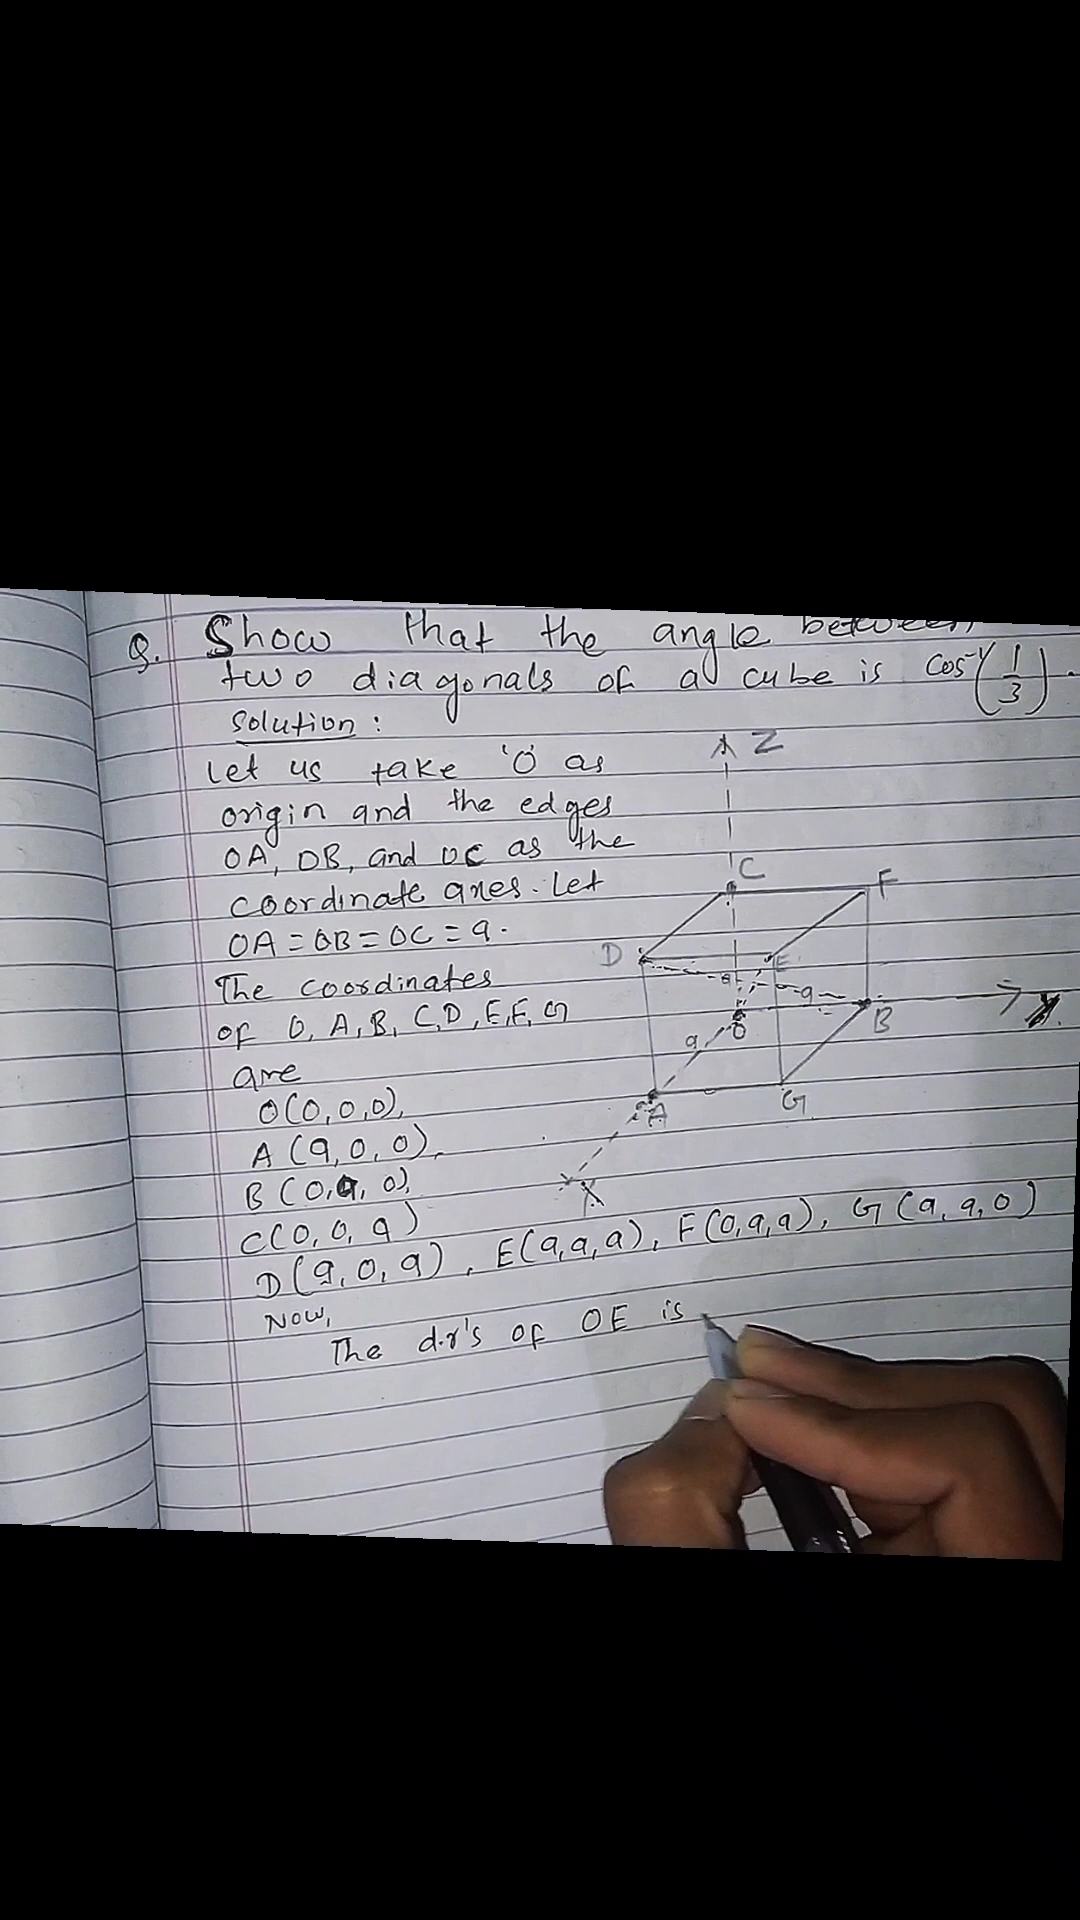 Q. Show that the angle between
two diagonals of a cube is cos⁻¹(1/3).
Solution:
Let us take 'O' as
origin and the edges
OA, OB, and OC as the
coordinate axes. Let
OA = OB = OC = a.
The coordinates
of O, A, B, C, D, E, F, G
are
O(0,0,0),
A (a, 0, 0),
B (0, a, 0),
C(0, 0, a)
D(a, 0, a), E(a, a, a), F(0, a, a), G(a, a, 0)
Now,
The d.r's of OE is
Z
C
F
D
E
a
a
B
Y
O
a
A
G
X